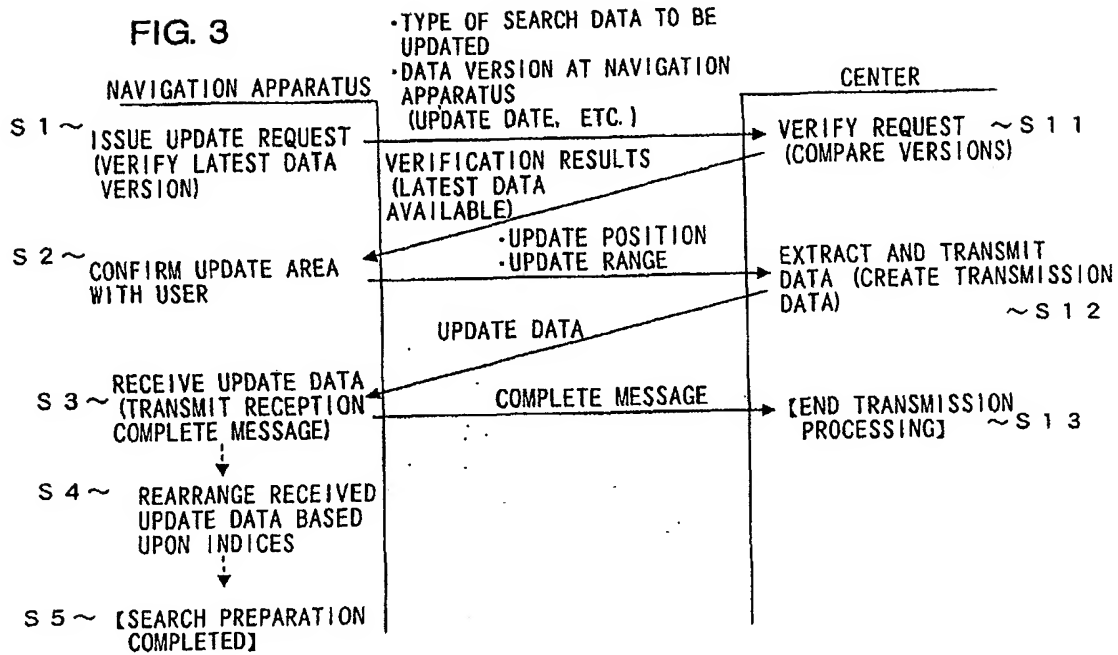 FIG. 3
·TYPE OF SEARCH DATA TO BE
UPDATED
·DATA VERSION AT NAVIGATION
APPARATUS
(UPDATE DATE, ETC.)
NAVIGATION APPARATUS
CENTER
S 1 ~
ISSUE UPDATE REQUEST
(VERIFY LATEST DATA
VERSION)
VERIFY REQUEST ~S 1 1
(COMPARE VERSIONS)
VERIFICATION RESULTS
(LATEST DATA
AVAILABLE)
·UPDATE POSITION
·UPDATE RANGE
S 2 ~
CONFIRM UPDATE AREA
WITH USER
EXTRACT AND TRANSMIT
DATA (CREATE TRANSMISSION
DATA)
~S 1 2
UPDATE DATA
S 3 ~
RECEIVE UPDATE DATA
(TRANSMIT RECEPTION
COMPLETE MESSAGE)
COMPLETE MESSAGE
【END TRANSMISSION
PROCESSING】
~S 1 3
S 4 ~
REARRANGE RECEIVED
UPDATE DATA BASED
UPON INDICES
S 5 ~
【SEARCH PREPARATION
COMPLETED】